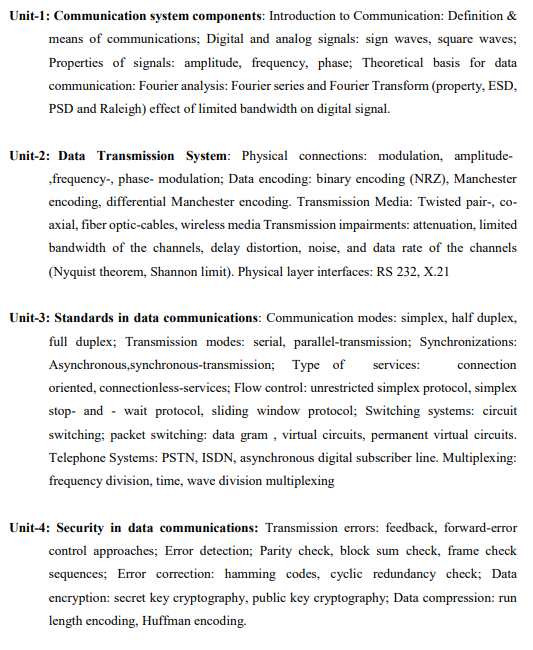 Unit-1: Communication system components: Introduction to Communication: Definition &
means of communications; Digital and analog signals: sign waves, square waves;
Properties of signals: amplitude, frequency, phase; Theoretical basis for data
communication: Fourier analysis: Fourier series and Fourier Transform (property, ESD,
PSD and Raleigh) effect of limited bandwidth on digital signal.
Unit-2: Data Transmission System: Physical connections: modulation, amplitude-
,frequency-, phase- modulation; Data encoding: binary encoding (NRZ), Manchester
encoding, differential Manchester encoding. Transmission Media: Twisted pair-, co-
axial, fiber optic-cables, wireless media Transmission impairments: attenuation, limited
bandwidth of the channels, delay distortion, noise, and data rate of the channels
(Nyquist theorem, Shannon limit). Physical layer interfaces: RS 232, X.21
Unit-3: Standards in data communications: Communication modes: simplex, half duplex,
full duplex; Transmission modes: serial, parallel-transmission; Synchronizations:
Asynchronous,synchronous-transmission; Type of services: connection
oriented, connectionless-services; Flow control: unrestricted simplex protocol, simplex
stop- and - wait protocol, sliding window protocol; Switching systems: circuit
switching; packet switching: data gram , virtual circuits, permanent virtual circuits.
Telephone Systems: PSTN, ISDN, asynchronous digital subscriber line. Multiplexing:
frequency division, time, wave division multiplexing
Unit-4: Security in data communications: Transmission errors: feedback, forward-error
control approaches; Error detection; Parity check, block sum check, frame check
sequences; Error correction: hamming codes, cyclic redundancy check; Data
encryption: secret key cryptography, public key cryptography; Data compression: run
length encoding, Huffman encoding.